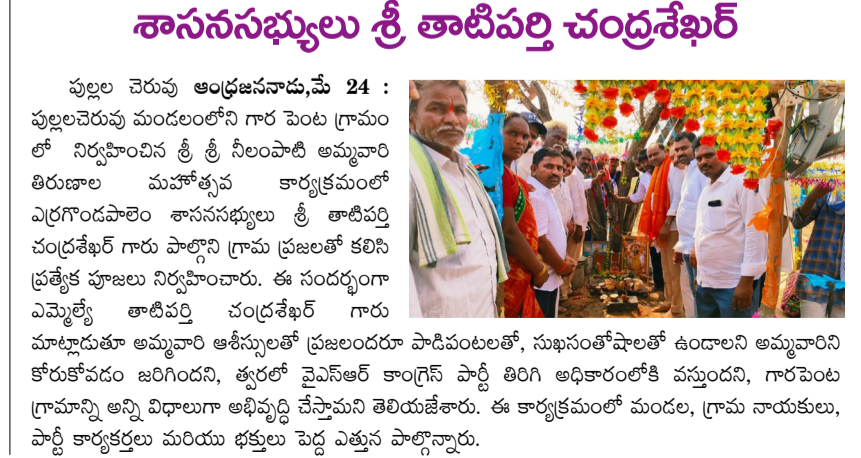 శాసనసభ్యులు శ్రీ తాటిపర్తి చంద్రశేఖర్
పుల్లల చెరువు ఆంధ్రజననాడు,మే 24 :
పుల్లలచెరువు మండలంలోని గార పెంట గ్రామం
లో నిర్వహించిన శ్రీ శ్రీ నీలంపాటి అమ్మవారి
తిరుణాల మహోత్సవ కార్యక్రమంలో
ఎర్రగొండపాలెం శాసనసభ్యులు శ్రీ తాటిపర్తి
చంద్రశేఖర్ గారు పాల్గొని గ్రామ ప్రజలతో కలిసి
ప్రత్యేక పూజలు నిర్వహించారు. ఈ సందర్భంగా
ఎమ్మెల్యే తాటిపర్తి చంద్రశేఖర్ గారు
మాట్లాడుతూ అమ్మవారి ఆశీస్సులతో ప్రజలందరూ పాడిపంటలతో, సుఖసంతోషాలతో ఉండాలని అమ్మవారిని
కోరుకోవడం జరిగిందని, త్వరలో వైఎస్ఆర్ కాంగ్రెస్ పార్టీ తిరిగి అధికారంలోకి వస్తుందని, గారపెంట
గ్రామాన్ని అన్ని విధాలుగా అభివృద్ధి చేస్తామని తెలియజేశారు. ఈ కార్యక్రమంలో మండల, గ్రామ నాయకులు,
పార్టీ కార్యకర్తలు మరియు భక్తులు పెద్ద ఎత్తున పాల్గొన్నారు.